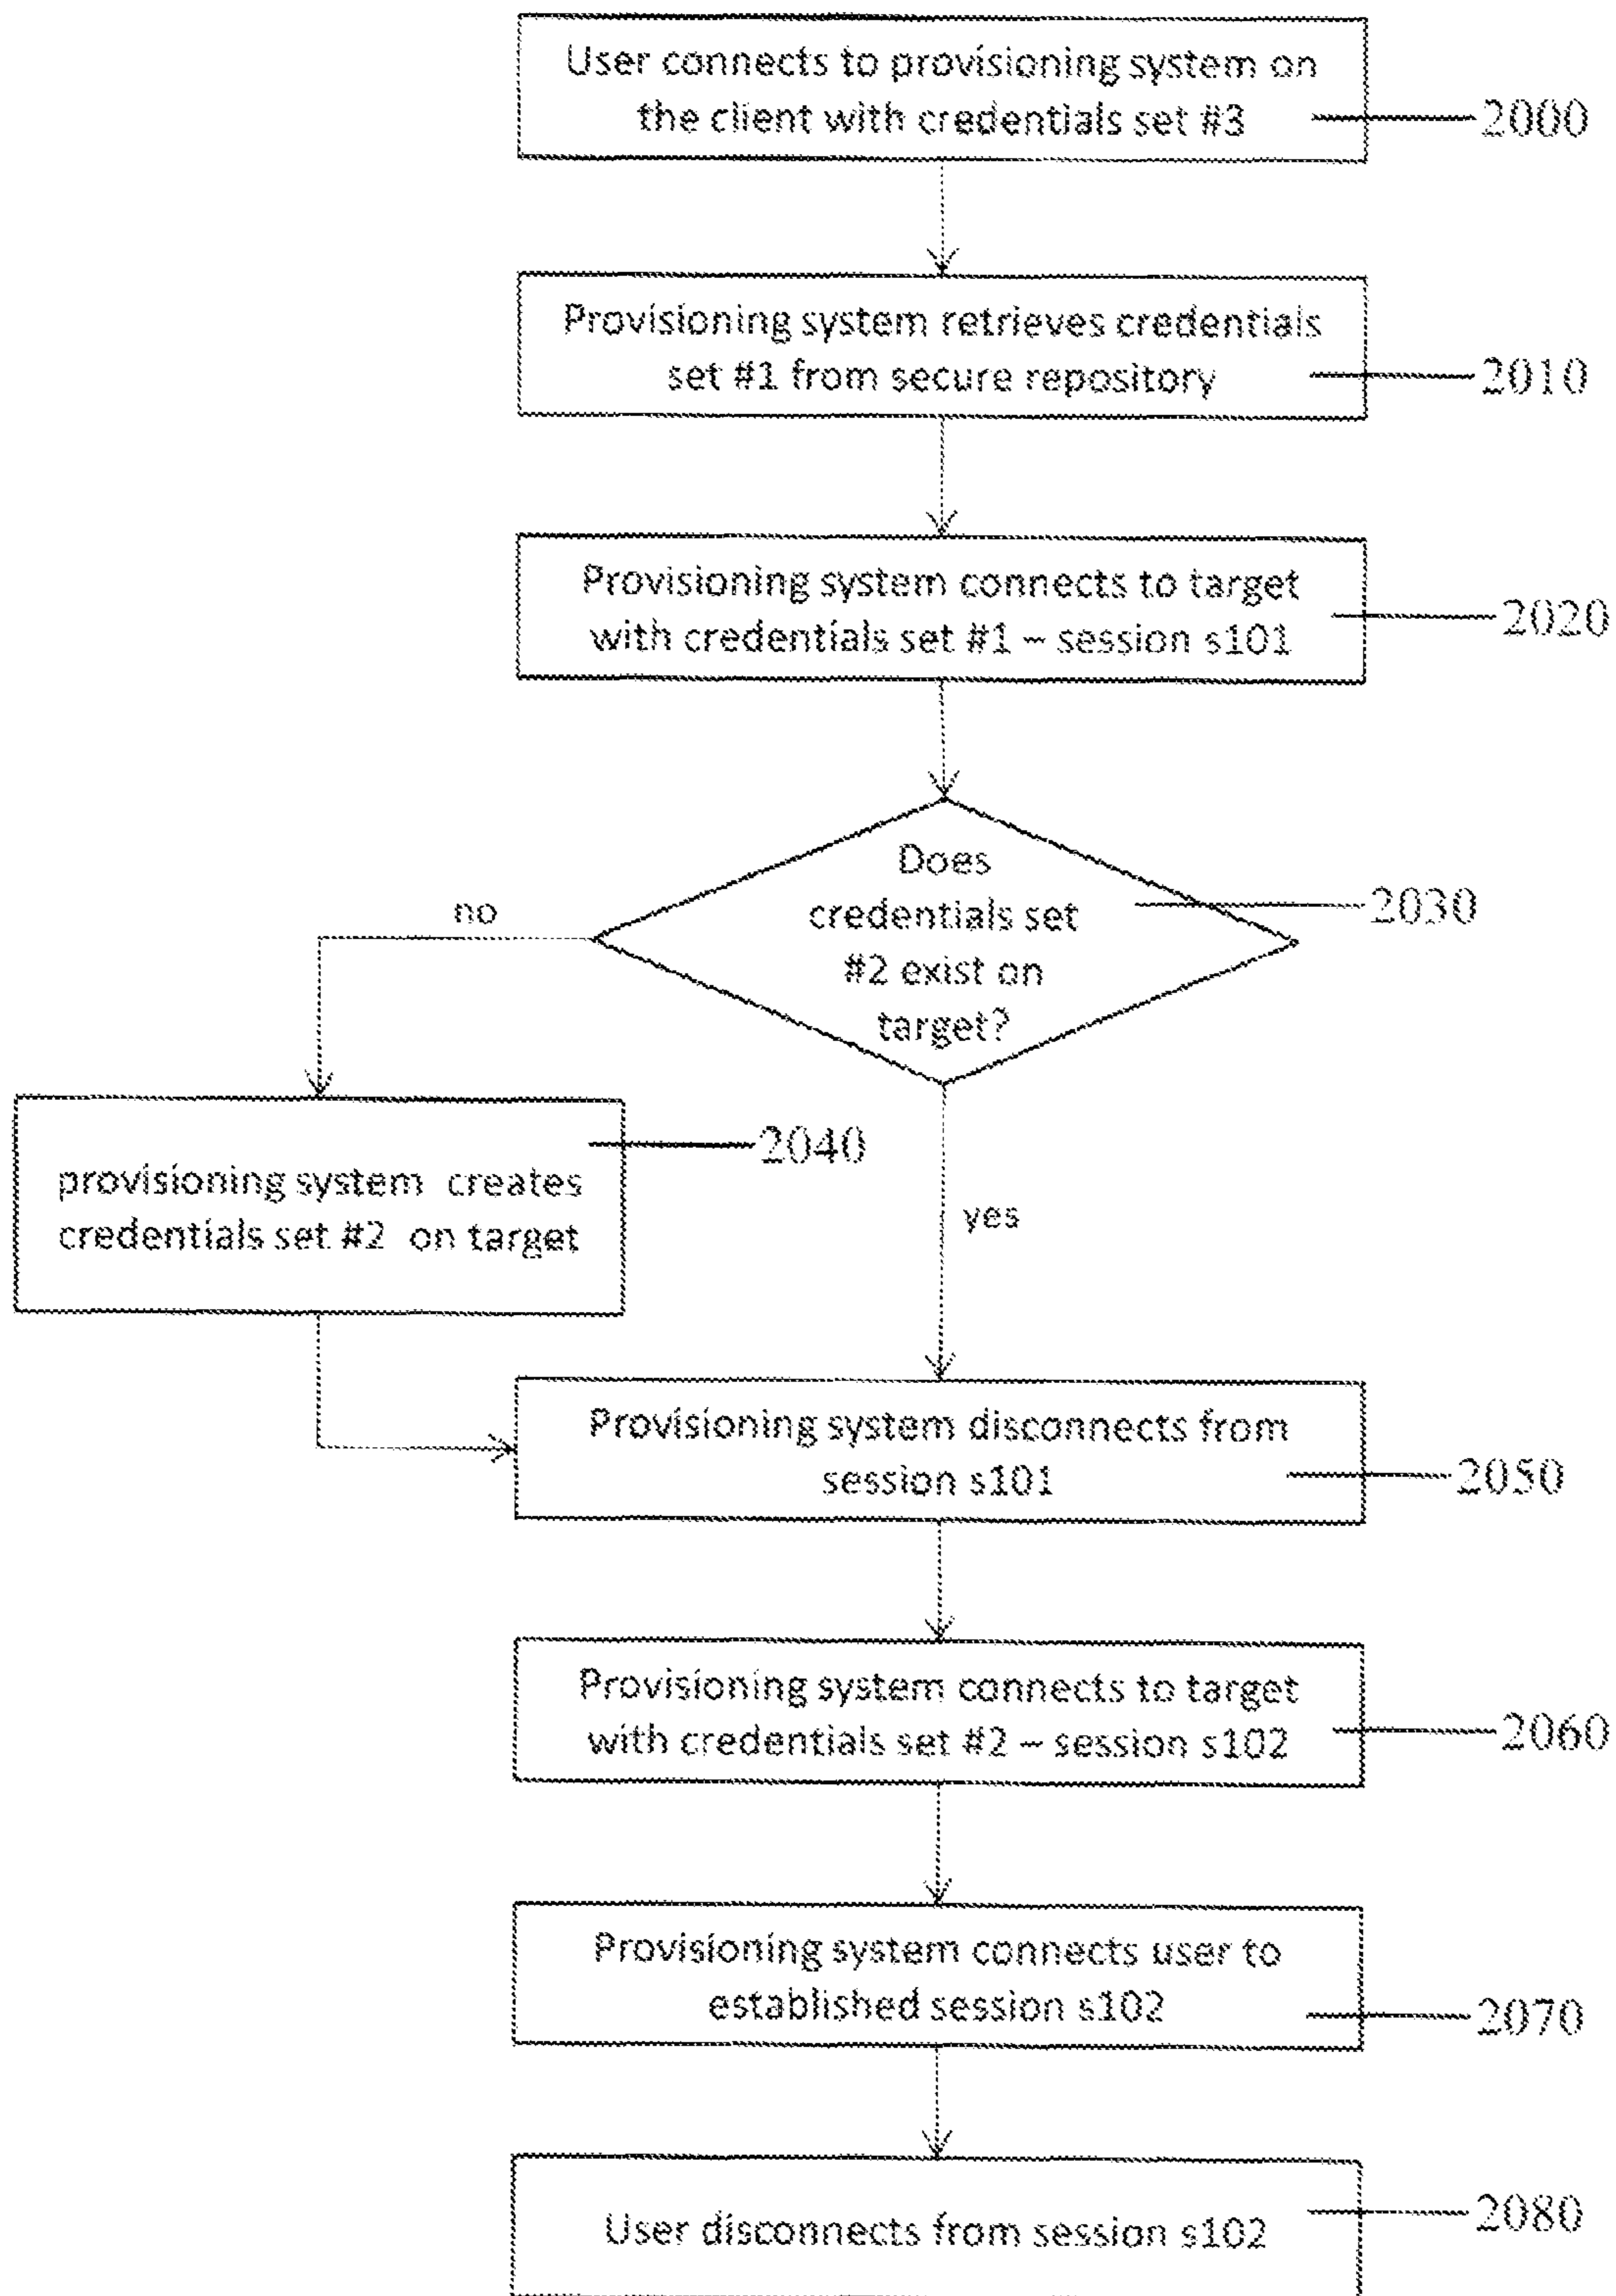 User connects to provisioning system on
the client with credentials set #3
2000
Provisioning system retrieves credentials
set #1 from secure repository
2010
Provisioning system connects to target
with credentials set #1 – session s101
2020
Does
credentials set
#2 exist on
target?
2030
no
2040
provisioning system creates
credentials set #2 on target
yes
Provisioning system disconnects from
session s101
2050
Provisioning system connects to target
with credentials set #2 – session s102
2060
Provisioning system connects user to
established session s102
2070
User disconnects from session s102
2080